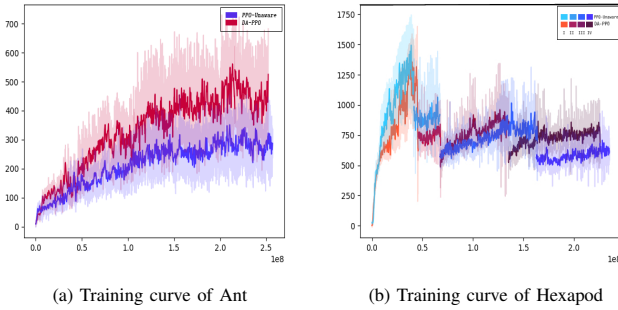 PPO-Unaware
DA-PPO
700
600
500
400
300
200
100
0
0.0 0.5 1.0 1.5 2.0 2.5
1e8
(a) Training curve of Ant
PPO-Unaware
DA-PPO
I II III IV
1750
1500
1250
1000
750
500
250
0
0.0 0.5 1.0 1.5 2.0
1e8
(b) Training curve of Hexapod